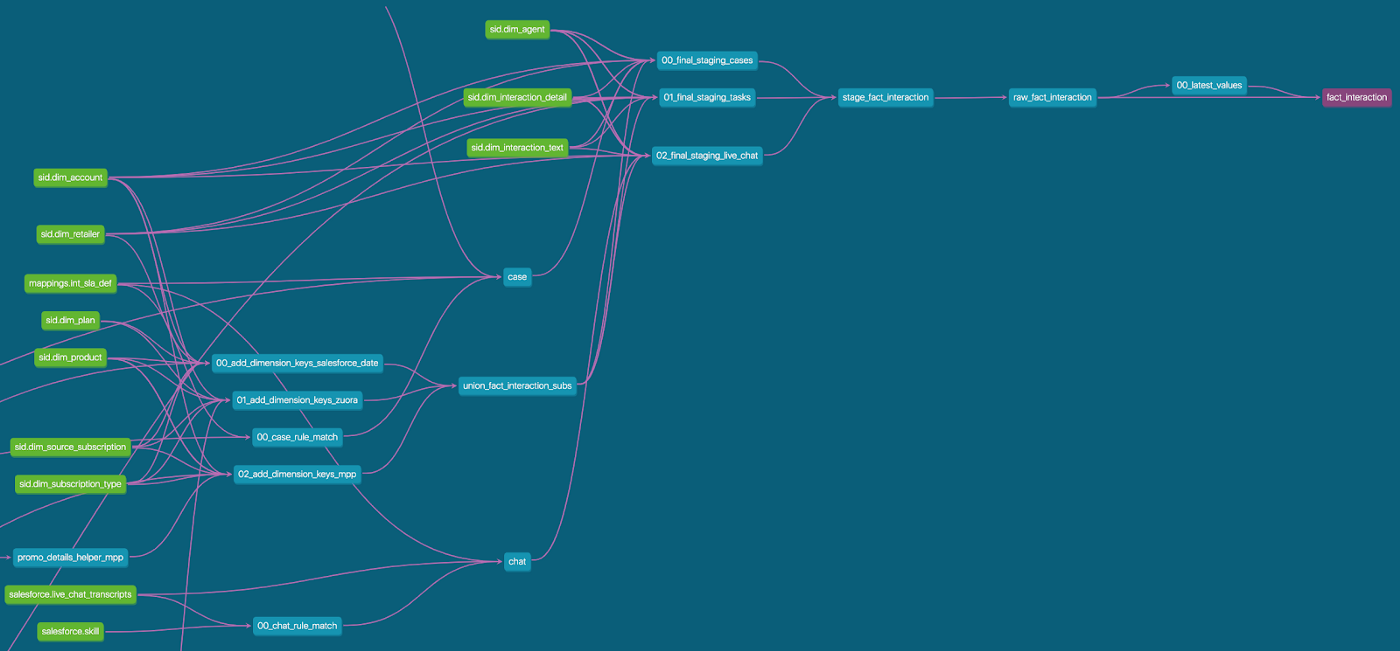 sid.dim_agent
00_final_staging_cases
00_latest_values
sid.dim_interaction_detail
01_final_staging_tasks
stage_fact_interaction
raw_fact_interaction
fact_interaction
sid.dim_interaction_text
02_final_staging_live_chat
sid.dim_account
sid.dim_retailer
case
mappings.int_sla_def
sid.dim_plan
sid.dim_product
00_add_dimension_keys_salesforce_date
union_fact_interaction_subs
01_add_dimension_keys_zuora
00_case_rule_match
sid.dim_source_subscription
02_add_dimension_keys_mpp
sid.dim_subscription_type
promo_details_helper_mpp
chat
salesforce.live_chat_transcripts
00_chat_rule_match
salesforce.skill